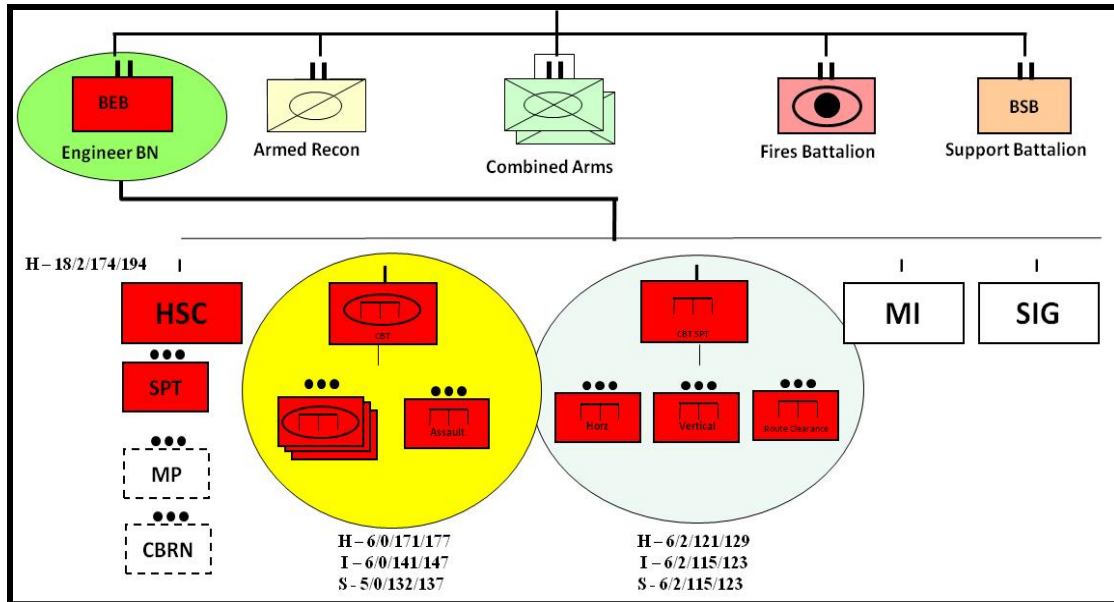 BEB
BSB
Engineer BN
Armed Recon
Combined Arms
Fires Battalion
Support Battalion
H – 18/2/174/194
HSC
CBT
CBT SPT
MI
SIG
SPT
Assault
Horz
Vertical
Route Clearance
MP
CBRN
H – 6/0/171/177
I – 6/0/141/147
S - 5/0/132/137
H – 6/2/121/129
I – 6/2/115/123
S - 6/2/115/123